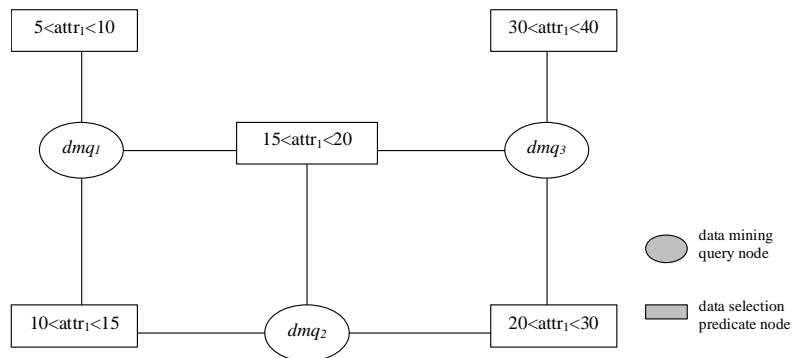 5<attr₁<10
30<attr₁<40
dmq₁
15<attr₁<20
dmq₃
data mining
query node
10<attr₁<15
dmq₂
20<attr₁<30
data selection
predicate node